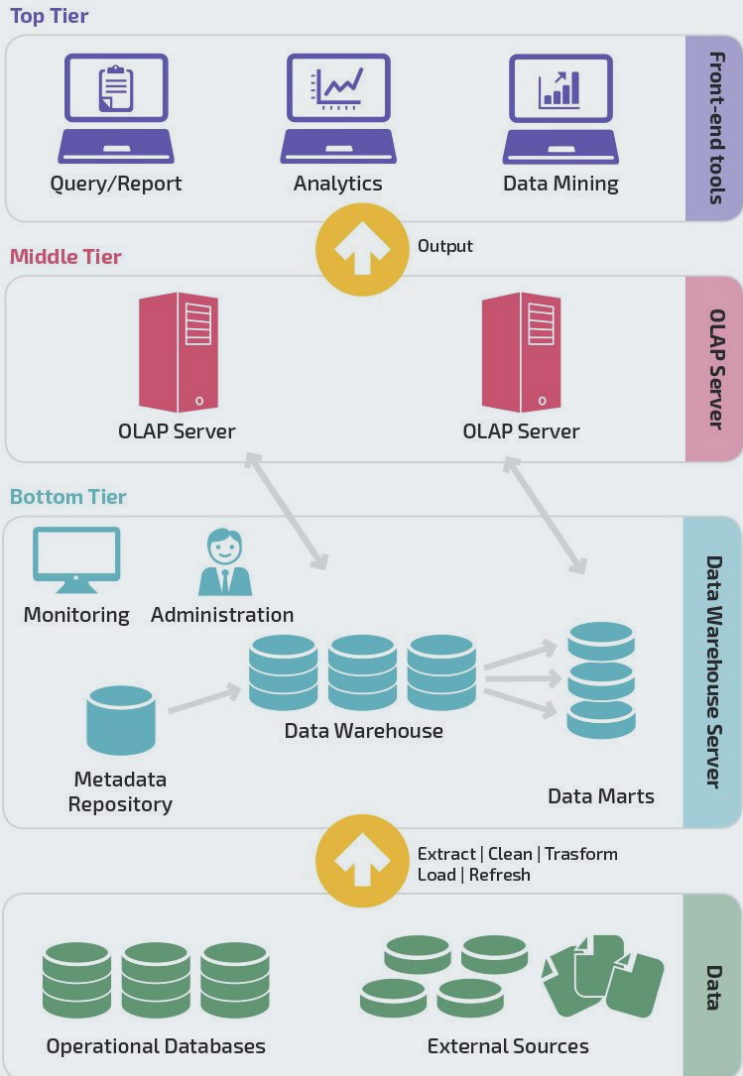 Top Tier
Query/Report
Analytics
Data Mining
Front-end tools
Output
Middle Tier
OLAP Server
OLAP Server
OLAP Server
Bottom Tier
Monitoring
Administration
Data Warehouse
Metadata
Repository
Data Marts
Data Warehouse Server
Extract | Clean | Trasform
Load | Refresh
Operational Databases
External Sources
Data